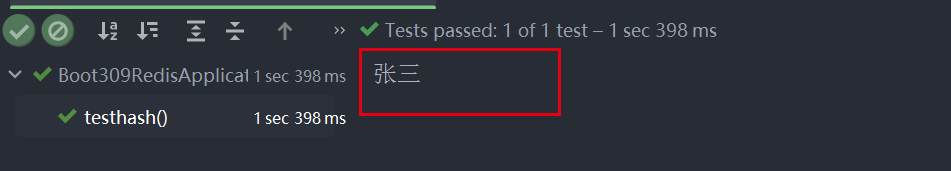 Tests passed: 1 of 1 test – 1 sec 398 ms
Boot309RedisApplicat 1 sec 398 ms
张三
testhash() 1 sec 398 ms